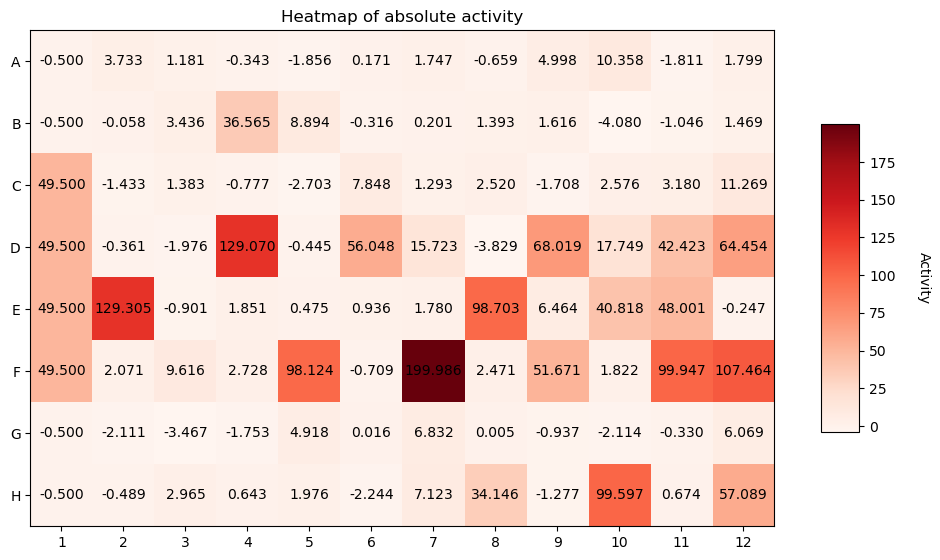 Heatmap of absolute activity
A -0.500 3.733 1.181 -0.343 -1.856 0.171 1.747 -0.659 4.998 10.358 -1.811 1.799
B -0.500 -0.058 3.436 36.565 8.894 -0.316 0.201 1.393 1.616 -4.080 -1.046 1.469
C 49.500 -1.433 1.383 -0.777 -2.703 7.848 1.293 2.520 -1.708 2.576 3.180 11.269
D 49.500 -0.361 -1.976 129.070 -0.445 56.048 15.723 -3.829 68.019 17.749 42.423 64.454
E 49.500 129.305 -0.901 1.851 0.475 0.936 1.780 98.703 6.464 40.818 48.001 -0.247
F 49.500 2.071 9.616 2.728 98.124 -0.709 199.986 2.471 51.671 1.822 99.947 107.464
G -0.500 -2.111 -3.467 -1.753 4.918 0.016 6.832 0.005 -0.937 -2.114 -0.330 6.069
H -0.500 -0.489 2.965 0.643 1.976 -2.244 7.123 34.146 -1.277 99.597 0.674 57.089
1 2 3 4 5 6 7 8 9 10 11 12
175
150
125
100
75
50
25
0
Activity